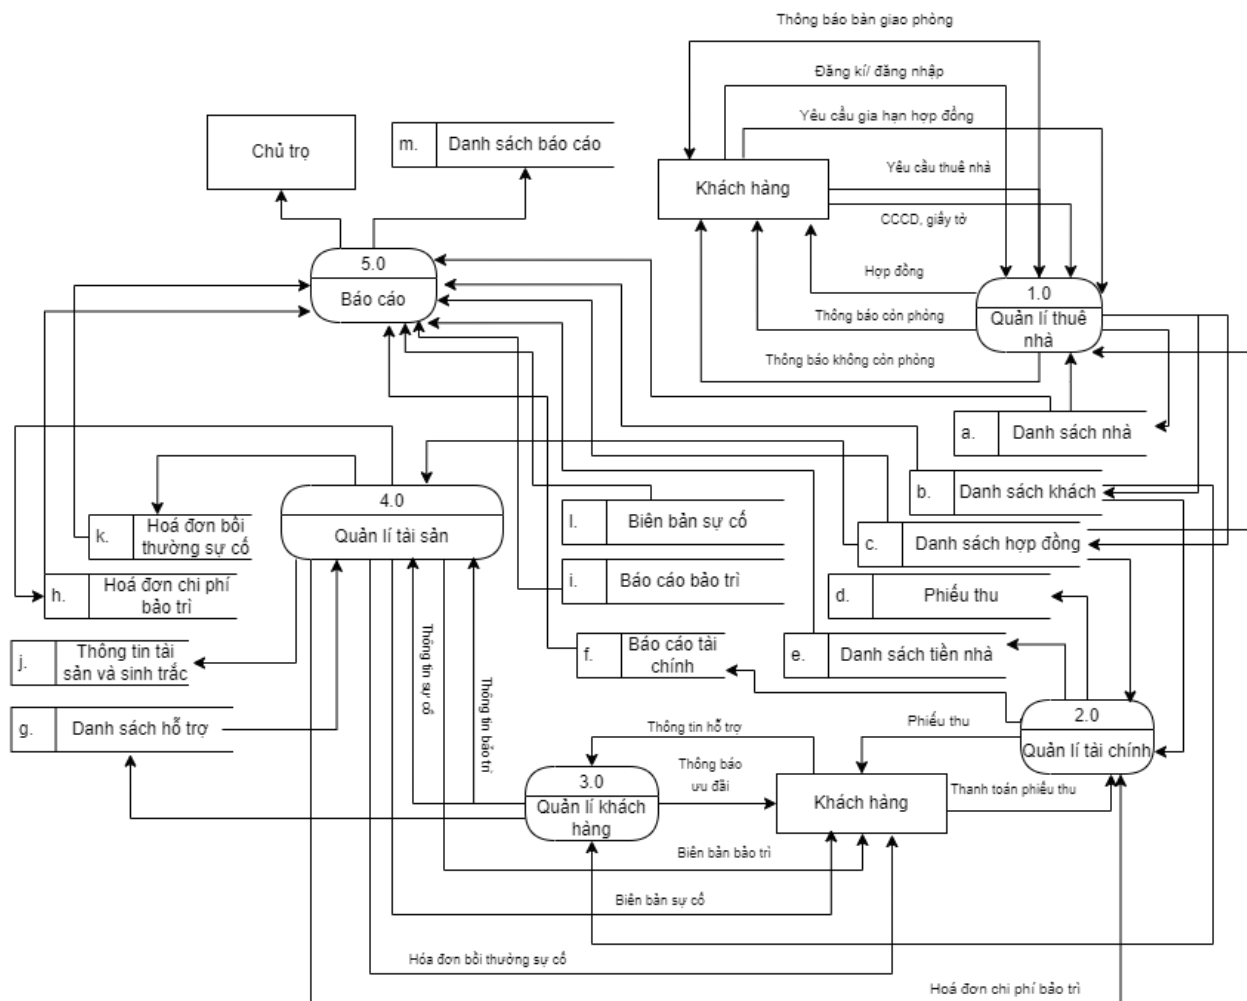 Thông báo bàn giao phòng
Đăng kí/ đăng nhập
Yêu cầu gia hạn hợp đồng
Chủ trọ
m.
Danh sách báo cáo
Khách hàng
Yêu cầu thuê nhà
CCCD, giấy tờ
5.0
Báo cáo
Hợp đồng
1.0
Quản lí thuê
nhà
Thông báo còn phòng
Thông báo không còn phòng
a.
Danh sách nhà
b.
Danh sách khách
4.0
Quản lí tài sản
k.
Hoá đơn bồi
thường sự cố
l.
Biên bản sự cố
c.
Danh sách hợp đồng
h.
Hoá đơn chi phí
bảo trì
i.
Báo cáo bảo trì
d.
Phiếu thu
j.
Thông tin tài
sản và sinh trắc
f.
Báo cáo tài
chính
e.
Danh sách tiền nhà
Thông tin sự cố
Thông tin bảo trì
g.
Danh sách hỗ trợ
2.0
Quản lí tài chính
Thông tin hỗ trợ
Phiếu thu
3.0
Quản lí khách
hàng
Thông báo
ưu đãi
Khách hàng
Thanh toán phiếu thu
Biên bản bảo trì
Biên bản sự cố
Hóa đơn bồi thường sự cố
Hoá đơn chi phí bảo trì